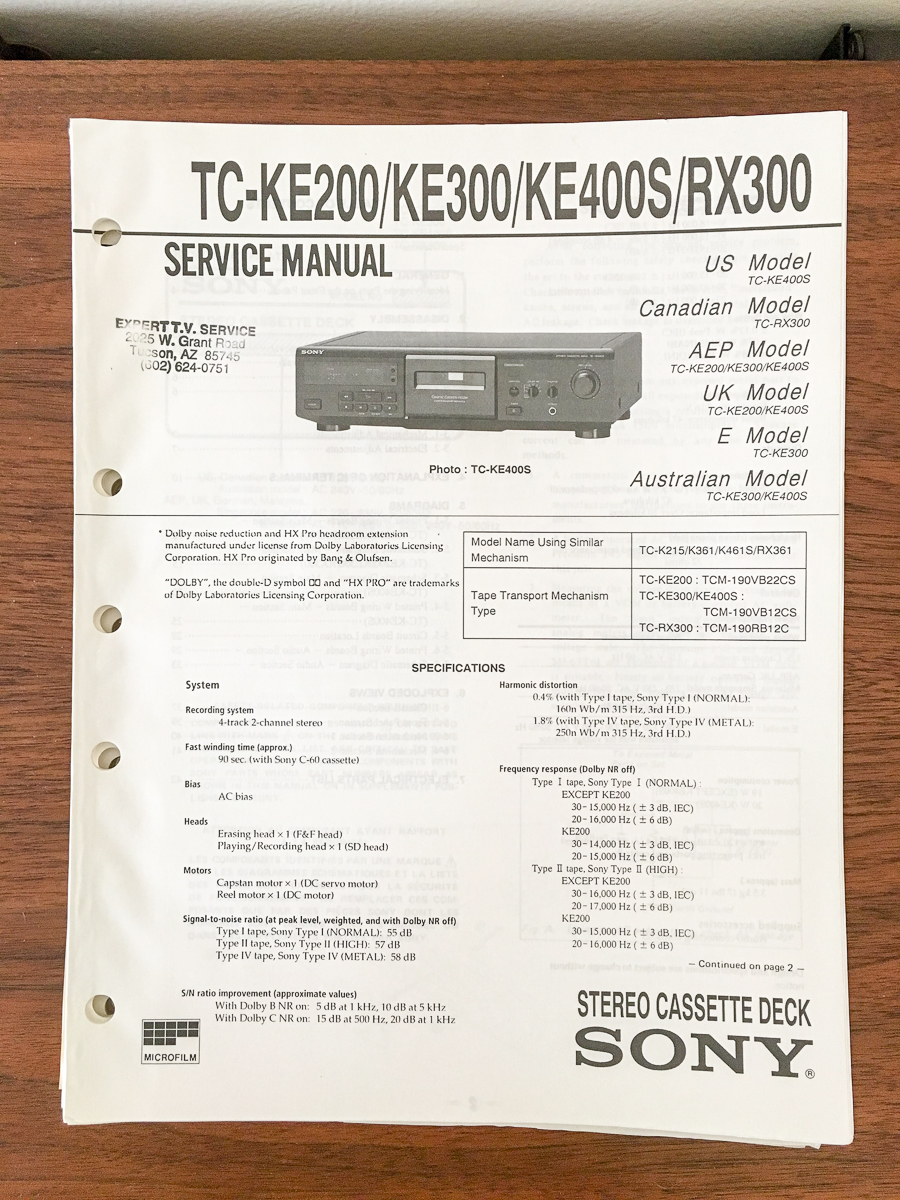 TC-KE200/KE300/KE400S/RX300
SERVICE MANUAL
US Model
TC-KE400S
Canadian Model
TC-RX300
AEP Model
TC-KE200/KE300/KE400S
UK Model
TC-KE200/KE400S
E Model
TC-KE300
Australian Model
TC-KE300/KE400S
EXPERT T.V. SERVICE
2025 W. Grant Road
Tucson, AZ 85745
(602) 624-0751
SONY
Photo : TC-KE400S
* Dolby noise reduction and HX Pro headroom extension
manufactured under license from Dolby Laboratories Licensing
Corporation. HX Pro originated by Bang & Olufsen.
"DOLBY", the double-D symbol and "HX PRO" are trademarks
of Dolby Laboratories Licensing Corporation.
Model Name Using Similar
Mechanism
TC-K215/K361/K461S/RX361
Tape Transport Mechanism
Type
TC-KE200 : TCM-190VB22CS
TC-KE300/KE400S :
TCM-190VB12CS
TC-RX300 : TCM-190RB12C
SPECIFICATIONS
System
Recording system
4-track 2-channel stereo
Fast winding time (approx.)
90 sec. (with Sony C-60 cassette)
Bias
AC bias
Heads
Erasing head × 1 (F&F head)
Playing/Recording head × 1 (SD head)
Motors
Capstan motor × 1 (DC servo motor)
Reel motor × 1 (DC motor)
Signal-to-noise ratio (at peak level, weighted, and with Dolby NR off)
Type I tape, Sony Type I (NORMAL): 55 dB
Type II tape, Sony Type II (HIGH): 57 dB
Type IV tape, Sony Type IV (METAL): 58 dB
S/N ratio improvement (approximate values)
With Dolby B NR on: 5 dB at 1 kHz, 10 dB at 5 kHz
With Dolby C NR on: 15 dB at 500 Hz, 20 dB at 1 kHz
Harmonic distortion
0.4% (with Type I tape, Sony Type I (NORMAL):
160n Wb/m 315 Hz, 3rd H.D.)
1.8% (with Type IV tape, Sony Type IV (METAL):
250n Wb/m 315 Hz, 3rd H.D.)
Frequency response (Dolby NR off)
Type I tape, Sony Type I (NORMAL) :
EXCEPT KE200
30-15,000 Hz ( ± 3 dB, IEC)
20-16,000 Hz ( ± 6 dB)
KE200
30-14,000 Hz ( ± 3 dB, IEC)
20-15,000 Hz ( ± 6 dB)
Type II tape, Sony Type II (HIGH) :
EXCEPT KE200
30-16,000 Hz ( ± 3 dB, IEC)
20-17,000 Hz ( ± 6 dB)
KE200
30-15,000 Hz ( ± 3 dB, IEC)
20-16,000 Hz ( ± 6 dB)
– Continued on page 2 –
MICROFILM
STEREO CASSETTE DECK
SONY®